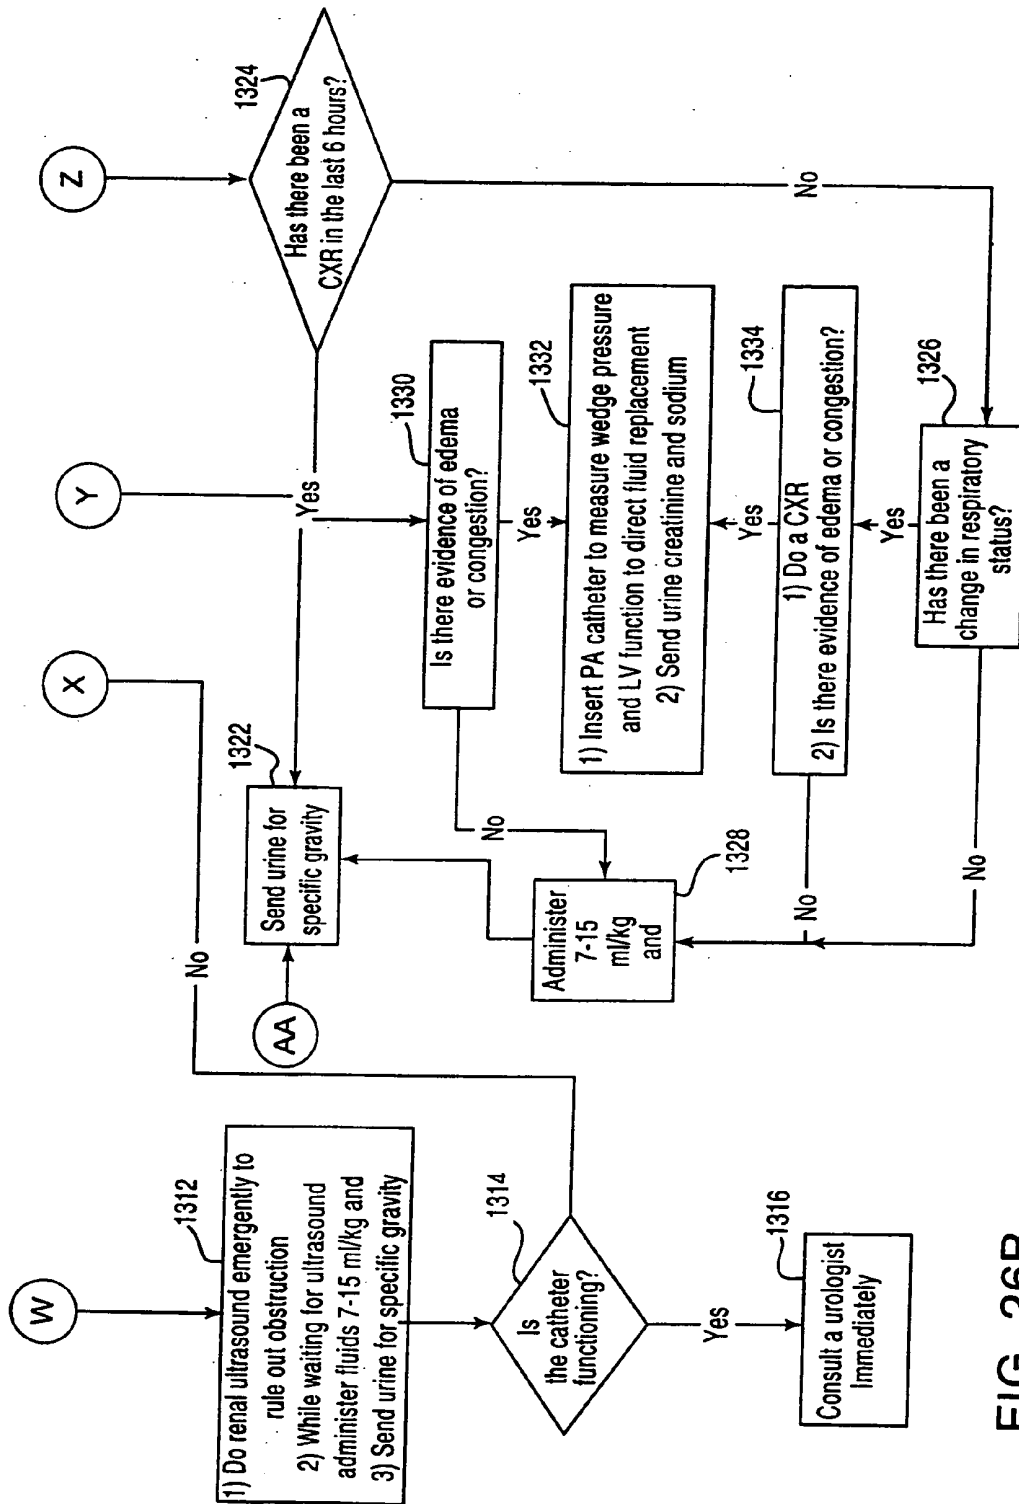 W
X
Y
Z
1312
1) Do renal ultrasound emergently to
rule out obstruction
2) While waiting for ultrasound
administer fluids 7-15 ml/kg and
3) Send urine for specific gravity
1314
Is
the catheter
functioning?
No
Yes
1316
Consult a urologist
Immediately
AA
1322
Send urine for
specific gravity
Yes
1324
Has there been a
CXR in the last 6 hours?
No
1330
Is there evidence of edema
or congestion?
No
Yes
1332
1) Insert PA catheter to measure wedge pressure
and LV function to direct fluid replacement
2) Send urine creatinine and sodium
1328
Administer
7-15
ml/kg
and
Yes
1334
1) Do a CXR
2) Is there evidence of edema or congestion?
No
Yes
1326
Has there been a
change in respiratory
status?
No
FIG. 26B